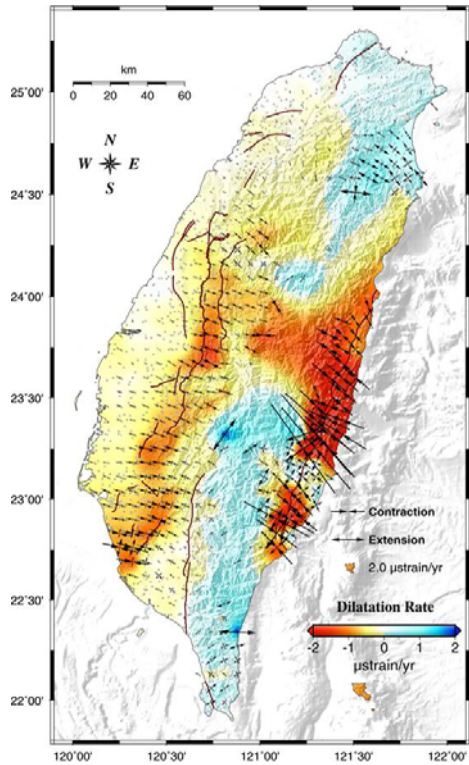 km
0 20 40 60
N
W E
S
25˚00'
24˚30'
24˚00'
23˚30'
23˚00'
22˚30'
22˚00'
Contraction
Extension
2.0 µstrain/yr
Dilatation Rate
-2 -1 0 1 2
µstrain/yr
120˚00' 120˚30' 121˚00' 121˚30' 122˚00'